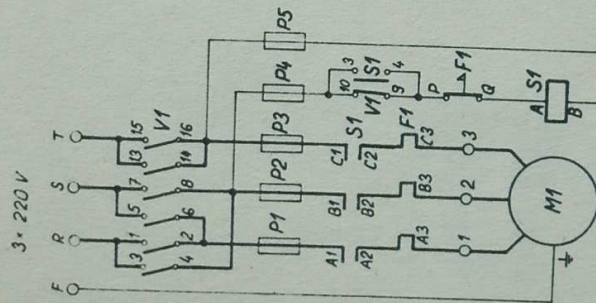 3 × 220 V
F R S T
3 1 5 7 13 15 V1
4 2 6 8 14 16
P1 P2 P3 P4 P5
10 3
V1 S1
9 4
A1 B1 C1 S1
A2 B2 C2
P F1
F1
Q
A3 B3 C3
1 2 3
A S1
B
M1